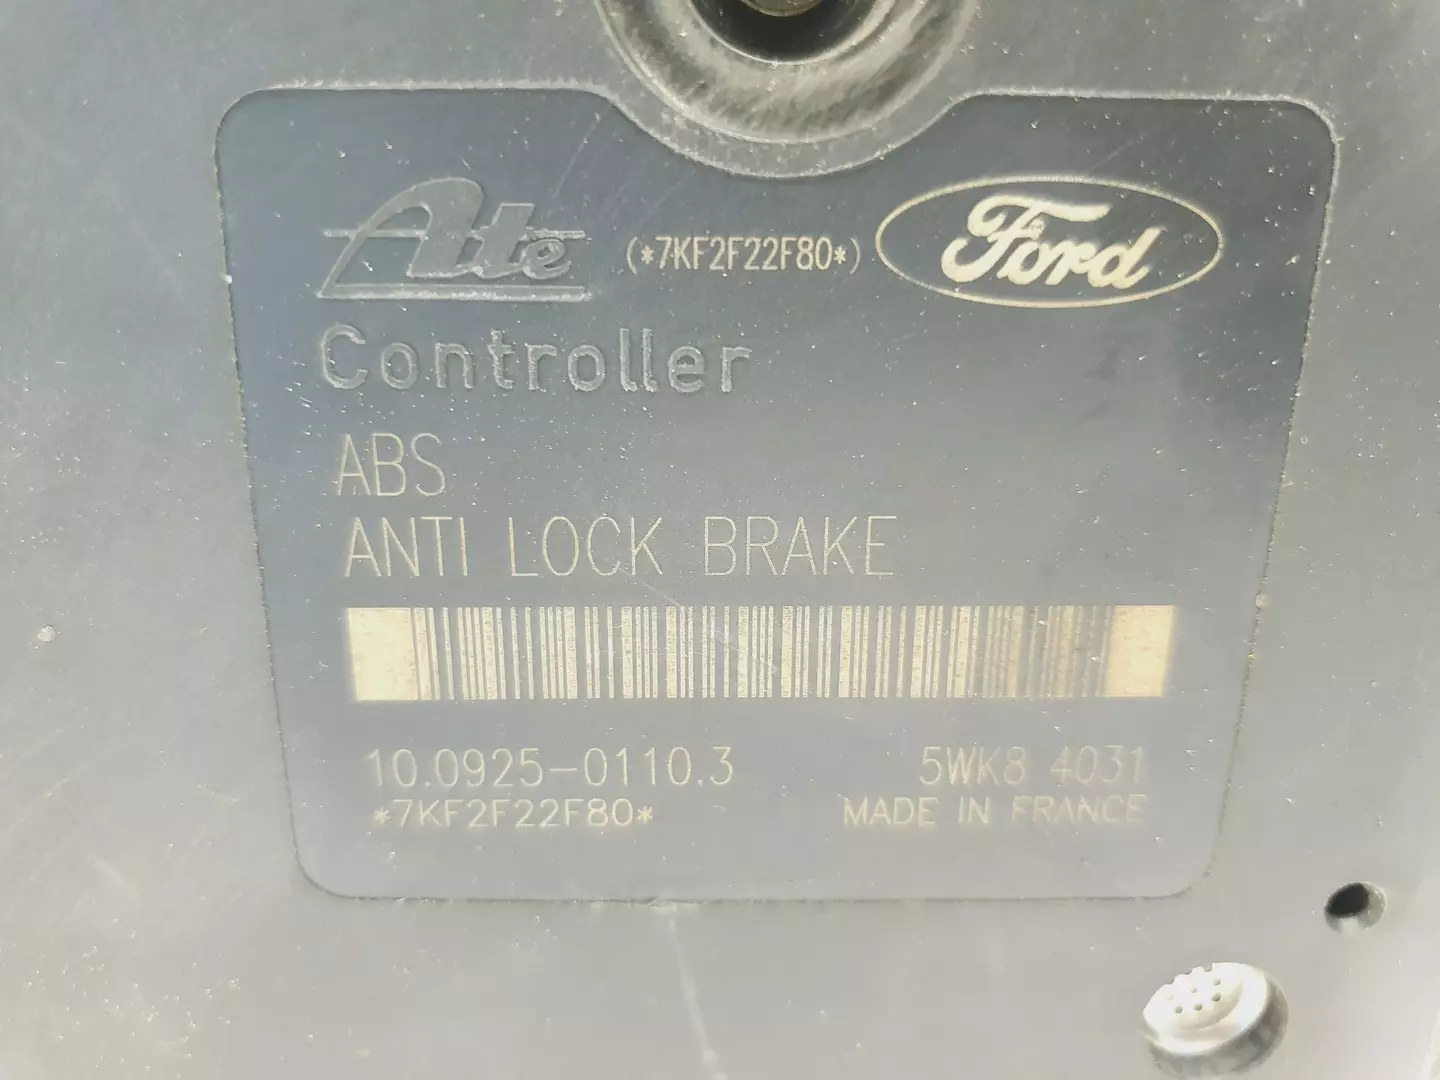 Ate (*7KF2F22F80*) Ford
Controller
ABS
ANTI LOCK BRAKE
10.0925-0110.3 5WK8 4031
*7KF2F22F80* MADE IN FRANCE